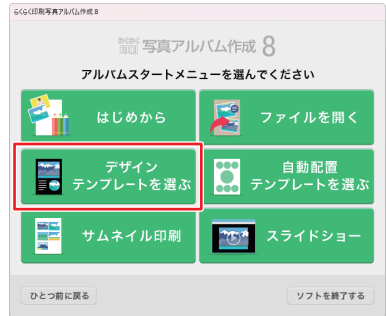 らくらく印刷写真アルバム作成 8
らくらく
印刷 写真アルバム作成 8
アルバムスタートメニューを選んでください
はじめから
ファイルを開く
デザイン
テンプレートを選ぶ
自動配置
テンプレートを選ぶ
サムネイル印刷
スライドショー
ひとつ前に戻る
ソフトを終了する